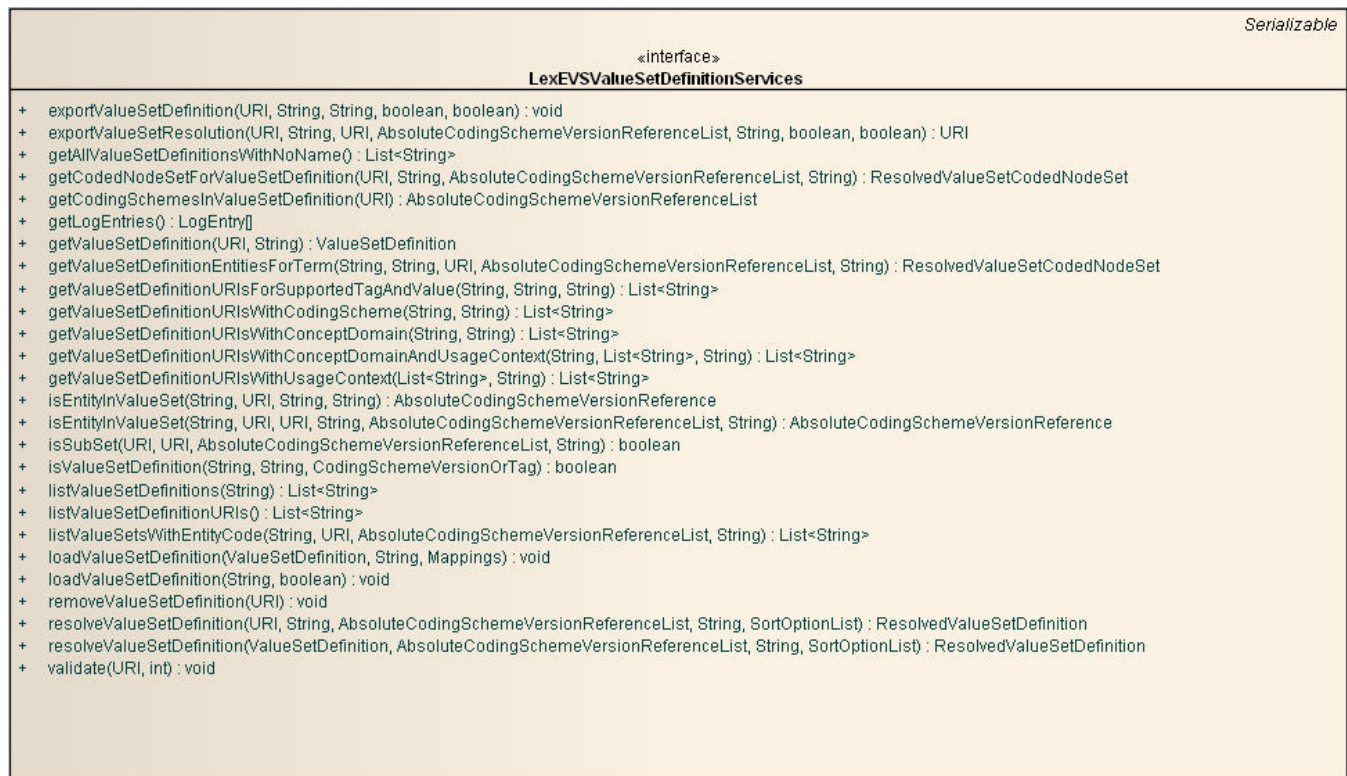 Serializable
«interface»
LexEVSValueSetDefinitionServices
+ exportValueSetDefinition(URI, String, String, boolean, boolean) : void
+ exportValueSetResolution(URI, String, URI, AbsoluteCodingSchemeVersionReferenceList, String, boolean, boolean) : URI
+ getAllValueSetDefinitionsWithNoName() : List<String>
+ getCodedNodeSetForValueSetDefinition(URI, String, AbsoluteCodingSchemeVersionReferenceList, String) : ResolvedValueSetCodedNodeSet
+ getCodingSchemesInValueSetDefinition(URI) : AbsoluteCodingSchemeVersionReferenceList
+ getLogEntries() : LogEntry[]
+ getValueSetDefinition(URI, String) : ValueSetDefinition
+ getValueSetDefinitionEntitiesForTerm(String, String, URI, AbsoluteCodingSchemeVersionReferenceList, String) : ResolvedValueSetCodedNodeSet
+ getValueSetDefinitionURIsForSupportedTagAndValue(String, String, String) : List<String>
+ getValueSetDefinitionURIsWithCodingScheme(String, String) : List<String>
+ getValueSetDefinitionURIsWithConceptDomain(String, String) : List<String>
+ getValueSetDefinitionURIsWithConceptDomainAndUsageContext(String, List<String>, String) : List<String>
+ getValueSetDefinitionURIsWithUsageContext(List<String>, String) : List<String>
+ isEntityInValueSet(String, URI, String, String) : AbsoluteCodingSchemeVersionReference
+ isEntityInValueSet(String, URI, URI, String, AbsoluteCodingSchemeVersionReferenceList, String) : AbsoluteCodingSchemeVersionReference
+ isSubSet(URI, URI, AbsoluteCodingSchemeVersionReferenceList, String) : boolean
+ isValueSetDefinition(String, String, CodingSchemeVersionOrTag) : boolean
+ listValueSetDefinitions(String) : List<String>
+ listValueSetDefinitionURIs() : List<String>
+ listValueSetsWithEntityCode(String, URI, AbsoluteCodingSchemeVersionReferenceList, String) : List<String>
+ loadValueSetDefinition(ValueSetDefinition, String, Mappings) : void
+ loadValueSetDefinition(String, boolean) : void
+ removeValueSetDefinition(URI) : void
+ resolveValueSetDefinition(URI, String, AbsoluteCodingSchemeVersionReferenceList, String, SortOptionList) : ResolvedValueSetDefinition
+ resolveValueSetDefinition(ValueSetDefinition, AbsoluteCodingSchemeVersionReferenceList, String, SortOptionList) : ResolvedValueSetDefinition
+ validate(URI, int) : void